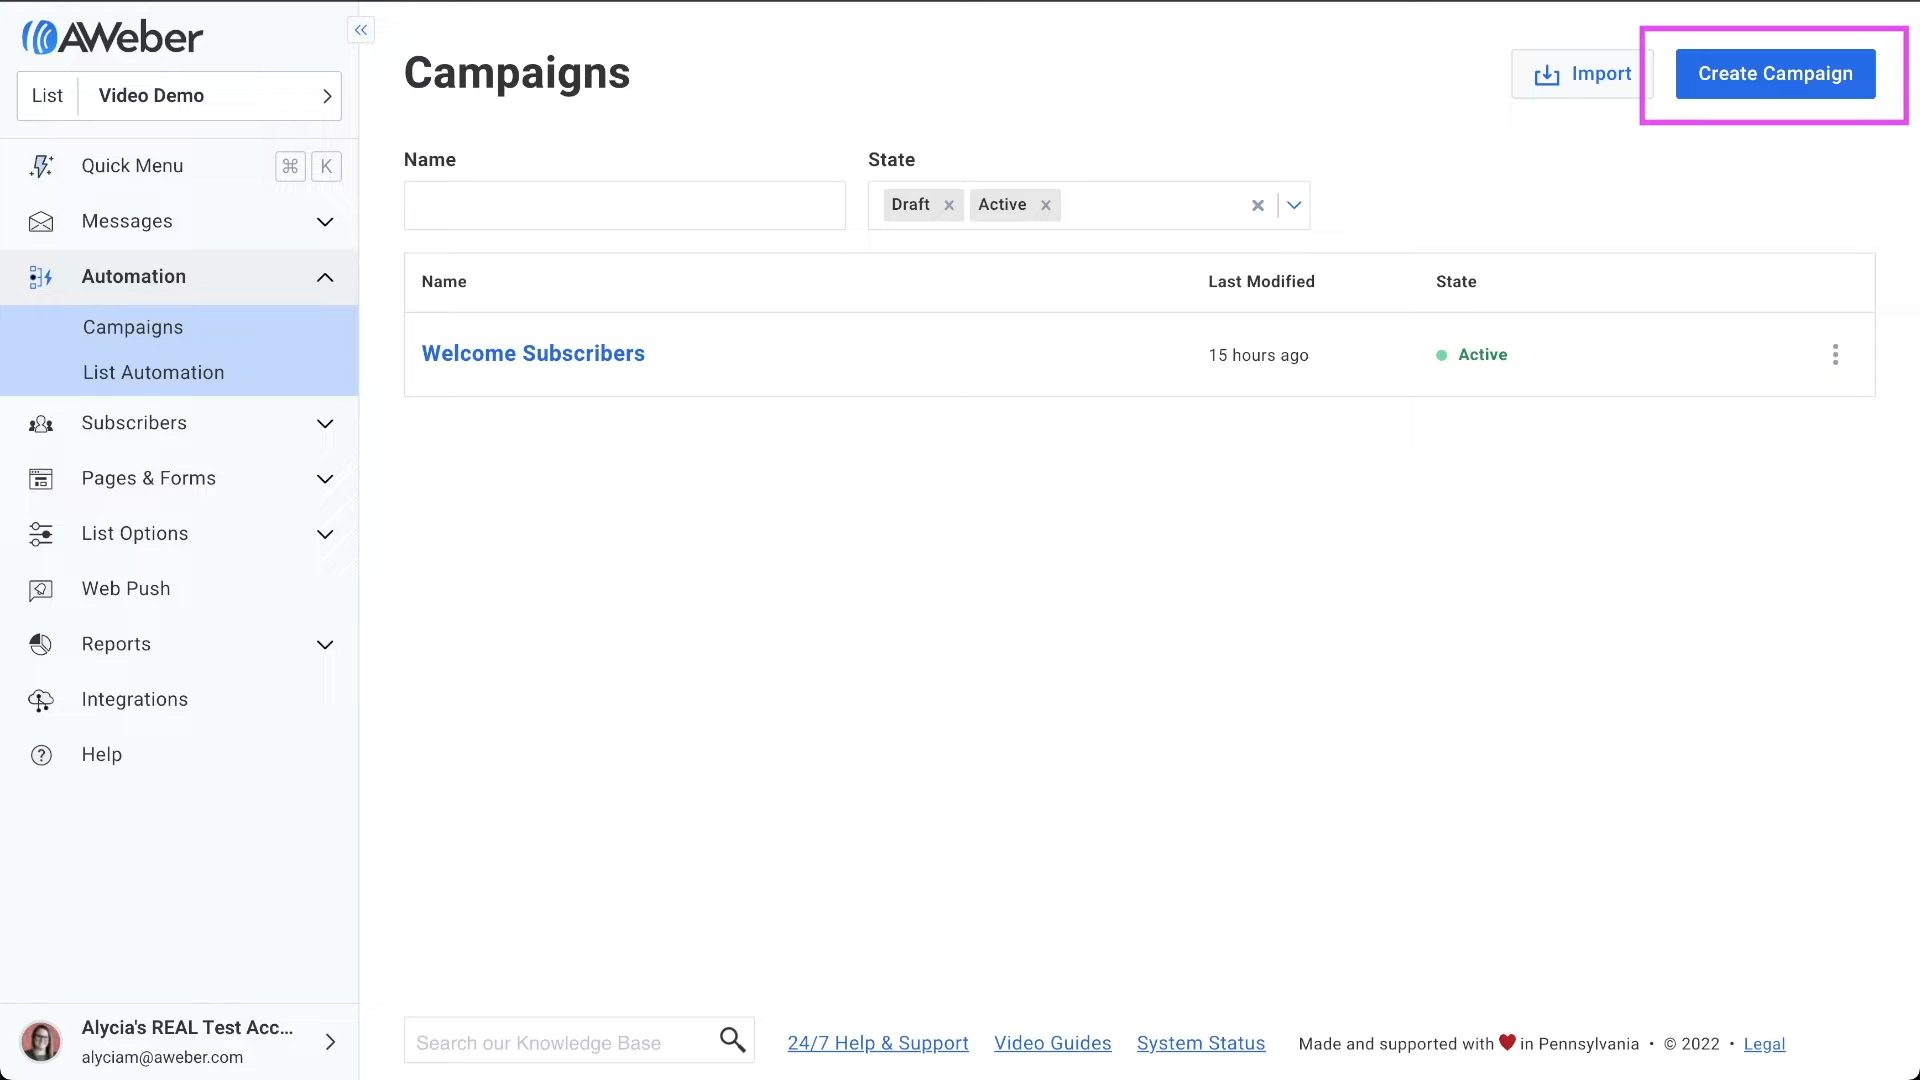 AWeber
List Video Demo
Quick Menu ⌘ K
Messages
Automation
Campaigns
List Automation
Subscribers
Pages & Forms
List Options
Web Push
Reports
Integrations
Help
Alycia's REAL Test Acc...
alyciam@aweber.com
Campaigns
Import
Create Campaign
Name
State
Draft
Active
Name Last Modified State
Welcome Subscribers 15 hours ago Active
Search our Knowledge Base
24/7 Help & Support Video Guides System Status Made and supported with ❤ in Pennsylvania • © 2022 • Legal